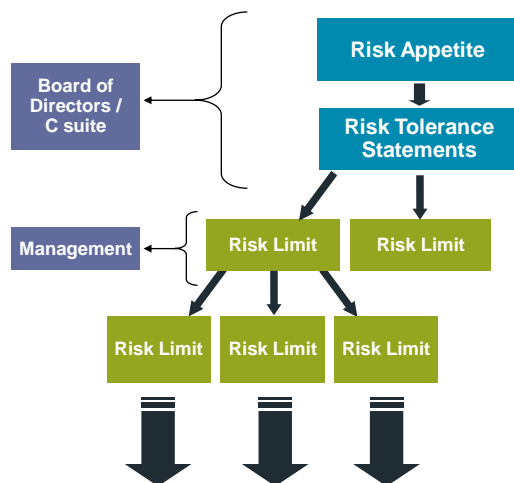 Risk Appetite
Board of
Directors /
C suite
Risk Tolerance
Statements
Management
Risk Limit
Risk Limit
Risk Limit
Risk Limit
Risk Limit